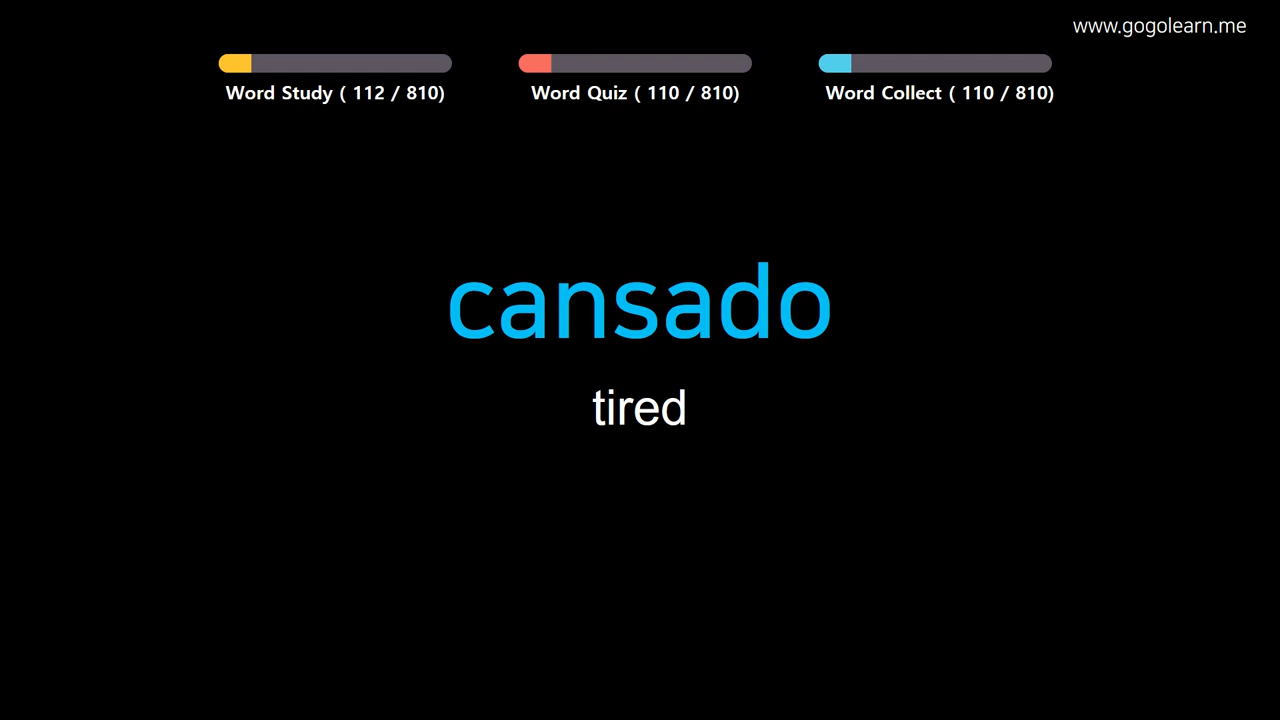 www.gogolearn.me
Word Study ( 112 / 810)
Word Quiz ( 110 / 810)
Word Collect ( 110 / 810)
cansado
tired